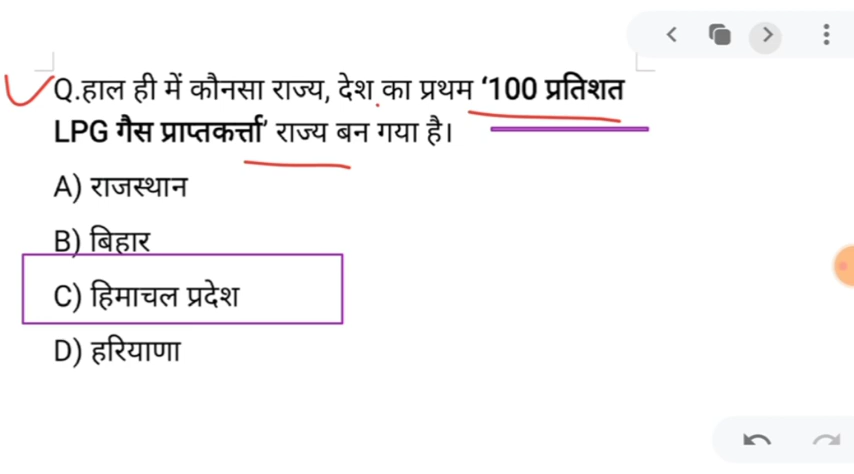 Q.हाल ही में कौनसा राज्य, देश का प्रथम ‘100 प्रतिशत
LPG गैस प्राप्तकर्त्ता’ राज्य बन गया है।
A) राजस्थान
B) बिहार
C) हिमाचल प्रदेश
D) हरियाणा